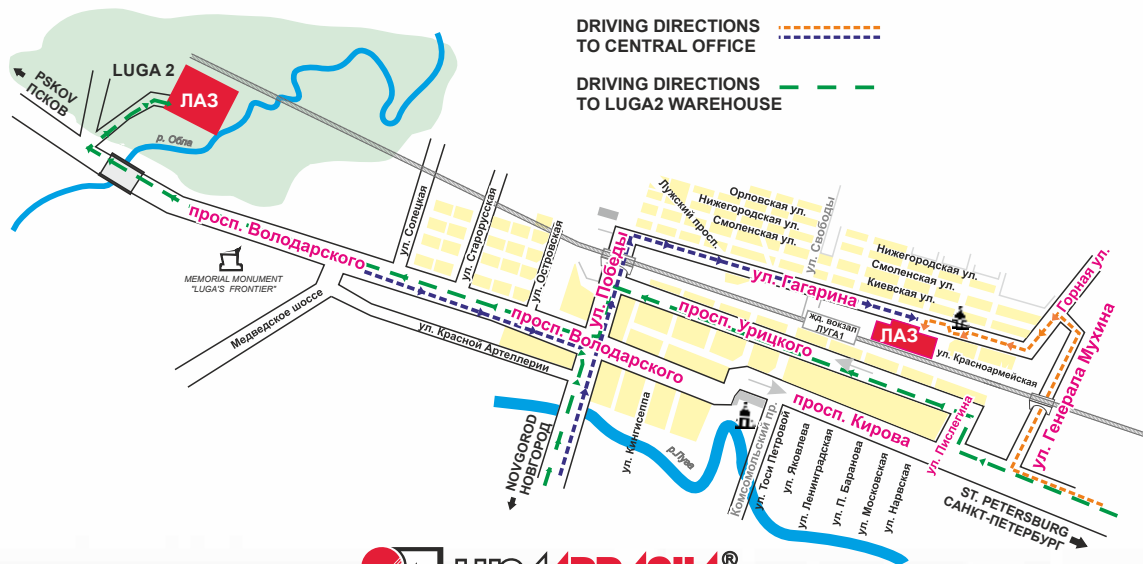 DRIVING DIRECTIONS
TO CENTRAL OFFICE
DRIVING DIRECTIONS
TO LUGA2 WAREHOUSE
PSKOV
ПСКОВ
LUGA 2
ЛАЗ
р. Обла
просп. Володарского
MEMORIAL MONUMENT
"LUGA'S FRONTIER"
Медведское шоссе
ул. Солецкая
ул. Старорусская
ул. Островская
ул. Красной Артеллерии
просп. Володарского
ул. Победы
Лужский просп.
Орловская ул.
Нижегородская ул.
Смоленская ул.
ул. Свободы
Нижегородская ул.
Смоленская ул.
Киевская ул.
ул. Гагарина
просп. Урицкого
жд. вокзал
ЛУГА1
ЛАЗ
ул. Красноармейская
Горная ул.
ул. Генерала Мухина
просп. Кирова
ул. Пислегина
NOVGOROD
НОВГОРОД
ул. Кингисеппа
р.Луга
Комсомольский пр.
ул. Тоси Петровой
ул. Яковлева
ул. Ленинградская
ул. П. Баранова
ул. Московская
ул. Нарвская
ST. PETERSBURG
САНКТ-ПЕТЕРБУРГ